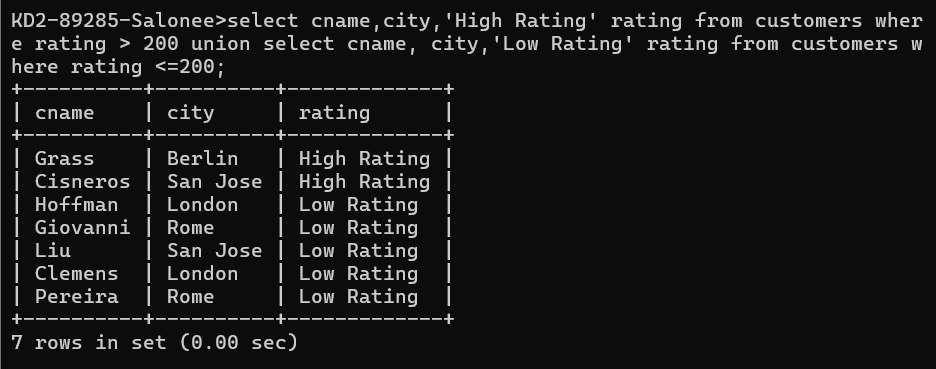 KD2-89285-Salonee>select cname,city,'High Rating' rating from customers wher
e rating > 200 union select cname, city,'Low Rating' rating from customers w
here rating <=200;
+----------+----------+-------------+
| cname    | city     | rating      |
+----------+----------+-------------+
| Grass    | Berlin   | High Rating |
| Cisneros | San Jose | High Rating |
| Hoffman  | London   | Low Rating  |
| Giovanni | Rome     | Low Rating  |
| Liu      | San Jose | Low Rating  |
| Clemens  | London   | Low Rating  |
| Pereira  | Rome     | Low Rating  |
+----------+----------+-------------+
7 rows in set (0.00 sec)